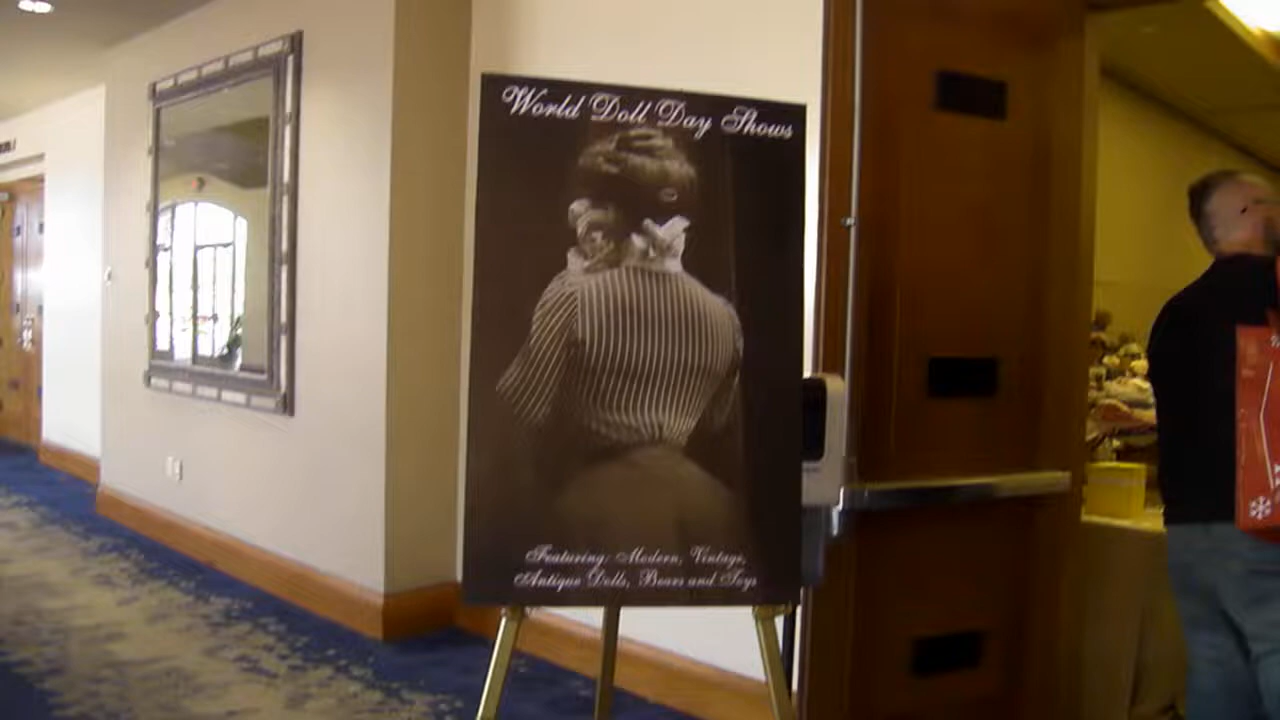 World Doll Day Shows
Featuring: Modern, Vintage,
Antique Dolls, Bears and Toys